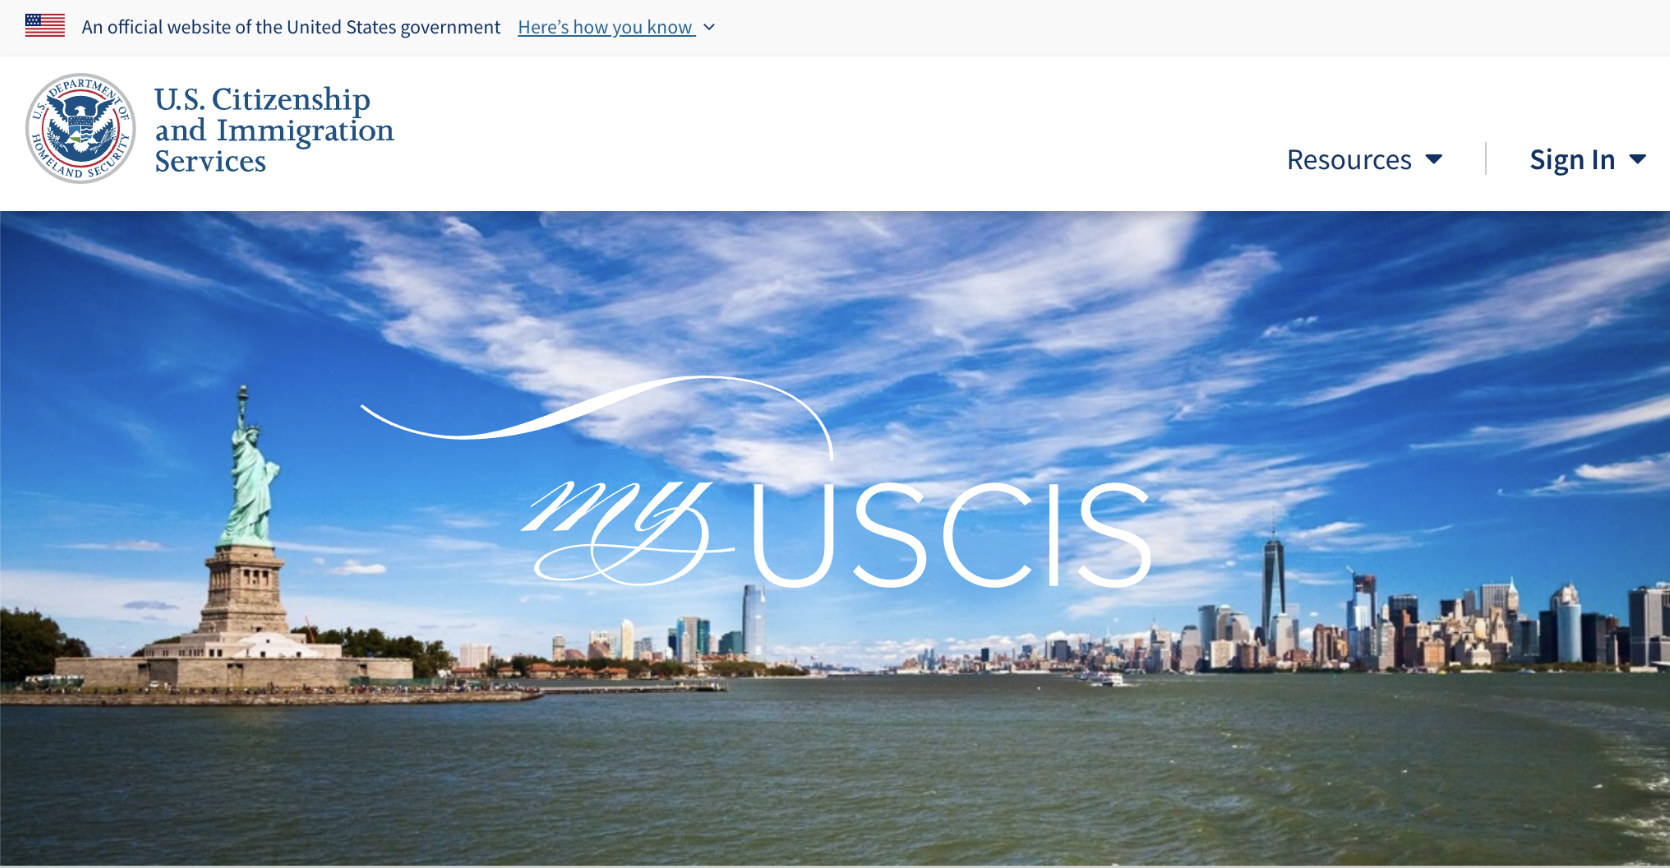 An official website of the United States government Here’s how you know
U.S. DEPARTMENT OF HOMELAND SECURITY
U.S. Citizenship
and Immigration
Services
Resources
Sign In
my USCIS